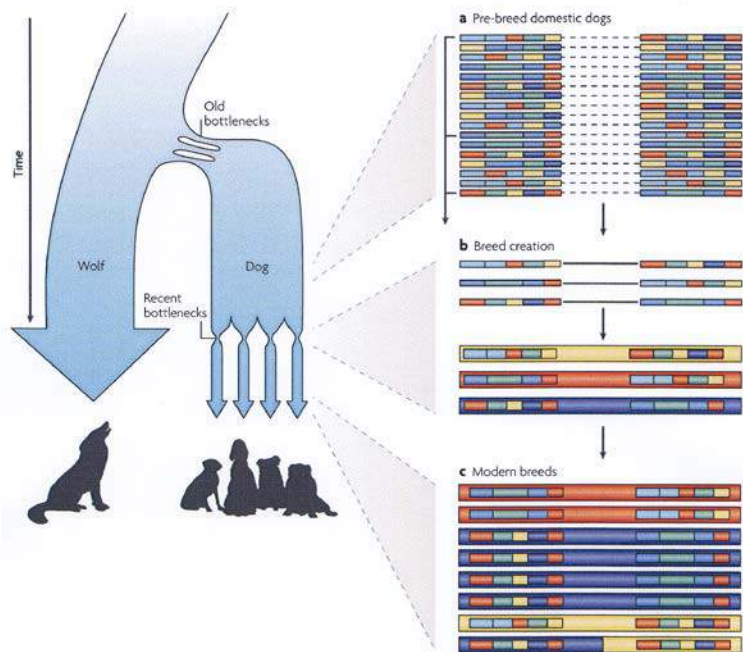 a Pre-breed domestic dogs
Old
bottlenecks
Time
Wolf
Dog
Recent
bottlenecks
b Breed creation
c Modern breeds